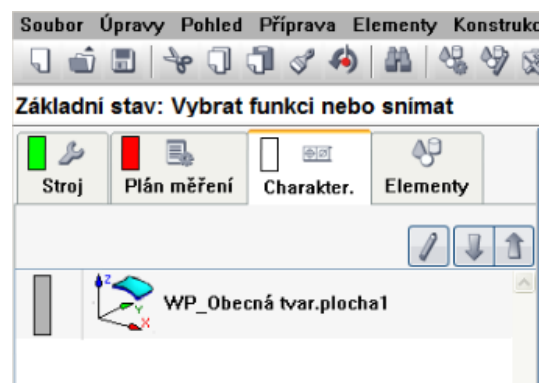 Soubor Úpravy Pohled Příprava Elementy Konstrukc
Základní stav: Vybrat funkci nebo snímat
Stroj Plán měření Charakter. Elementy
Z
Y
X
WP_Obecná tvar.plocha1